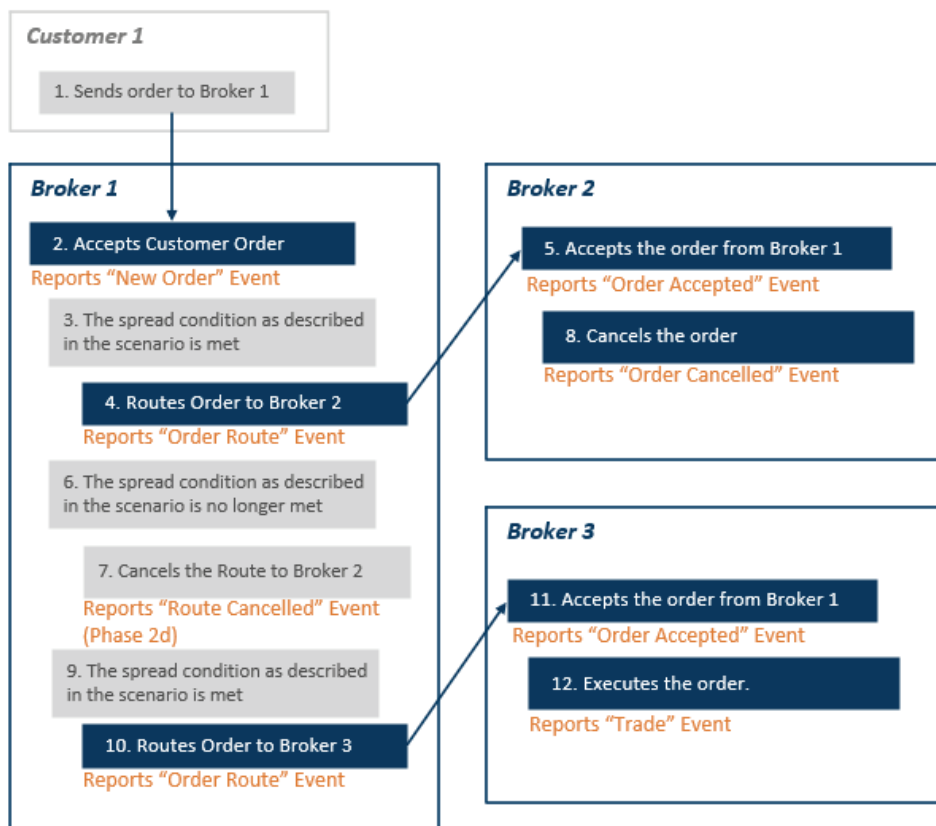 Customer 1
1. Sends order to Broker 1
Broker 1
2. Accepts Customer Order
Reports “New Order” Event
3. The spread condition as described
in the scenario is met
4. Routes Order to Broker 2
Reports “Order Route” Event
6. The spread condition as described
in the scenario is no longer met
7. Cancels the Route to Broker 2
Reports “Route Cancelled” Event
(Phase 2d)
9. The spread condition as described
in the scenario is met
10. Routes Order to Broker 3
Reports “Order Route” Event
Broker 2
5. Accepts the order from Broker 1
Reports “Order Accepted” Event
8. Cancels the order
Reports “Order Cancelled” Event
Broker 3
11. Accepts the order from Broker 1
Reports “Order Accepted” Event
12. Executes the order.
Reports “Trade” Event